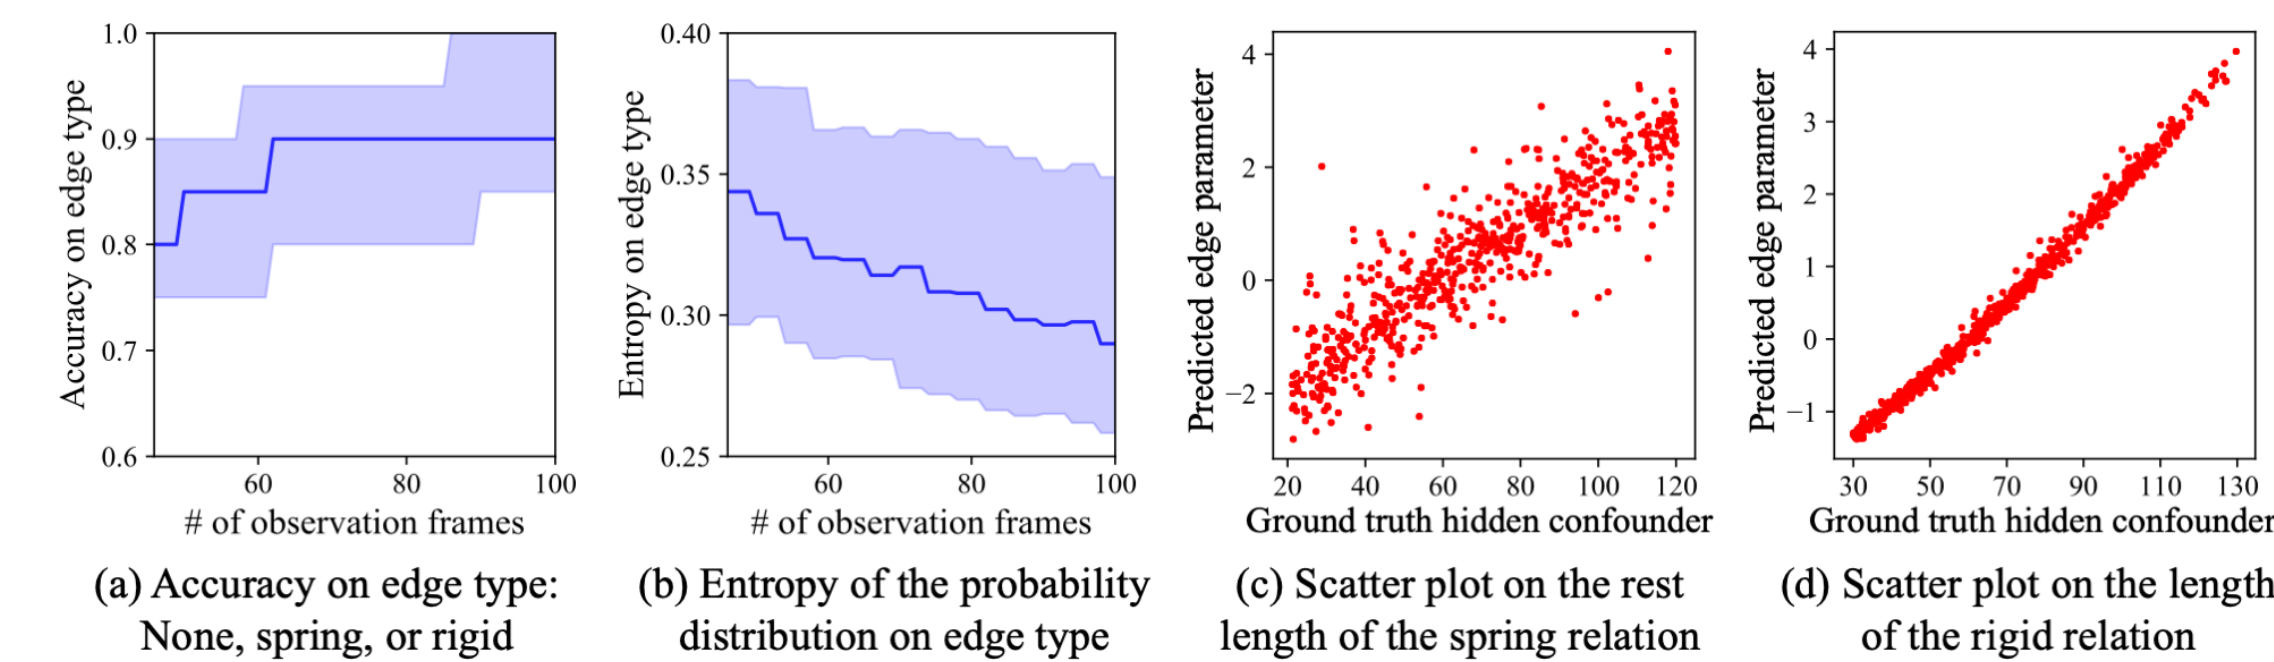 1.0
0.9
0.8
0.7
0.6
60 80 100
Accuracy on edge type
# of observation frames
(a) Accuracy on edge type:
None, spring, or rigid
0.40
0.35
0.30
0.25
60 80 100
Entropy on edge type
# of observation frames
(b) Entropy of the probability
distribution on edge type
4
2
0
−2
20 40 60 80 100 120
Predicted edge parameter
Ground truth hidden confounder
(c) Scatter plot on the rest
length of the spring relation
4
3
2
1
0
−1
30 50 70 90 110 130
Predicted edge parameter
Ground truth hidden confounder
(d) Scatter plot on the length
of the rigid relation